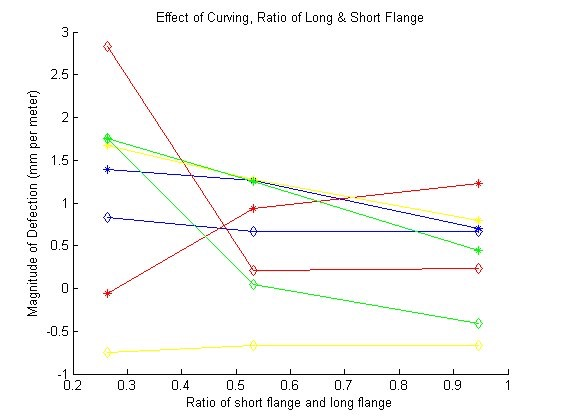 Effect of Curving, Ratio of Long & Short Flange
3
2.5
2
1.5
1
0.5
0
-0.5
-1
Magnitude of Defection (mm per meter)
0.2 0.3 0.4 0.5 0.6 0.7 0.8 0.9 1
Ratio of short flange and long flange